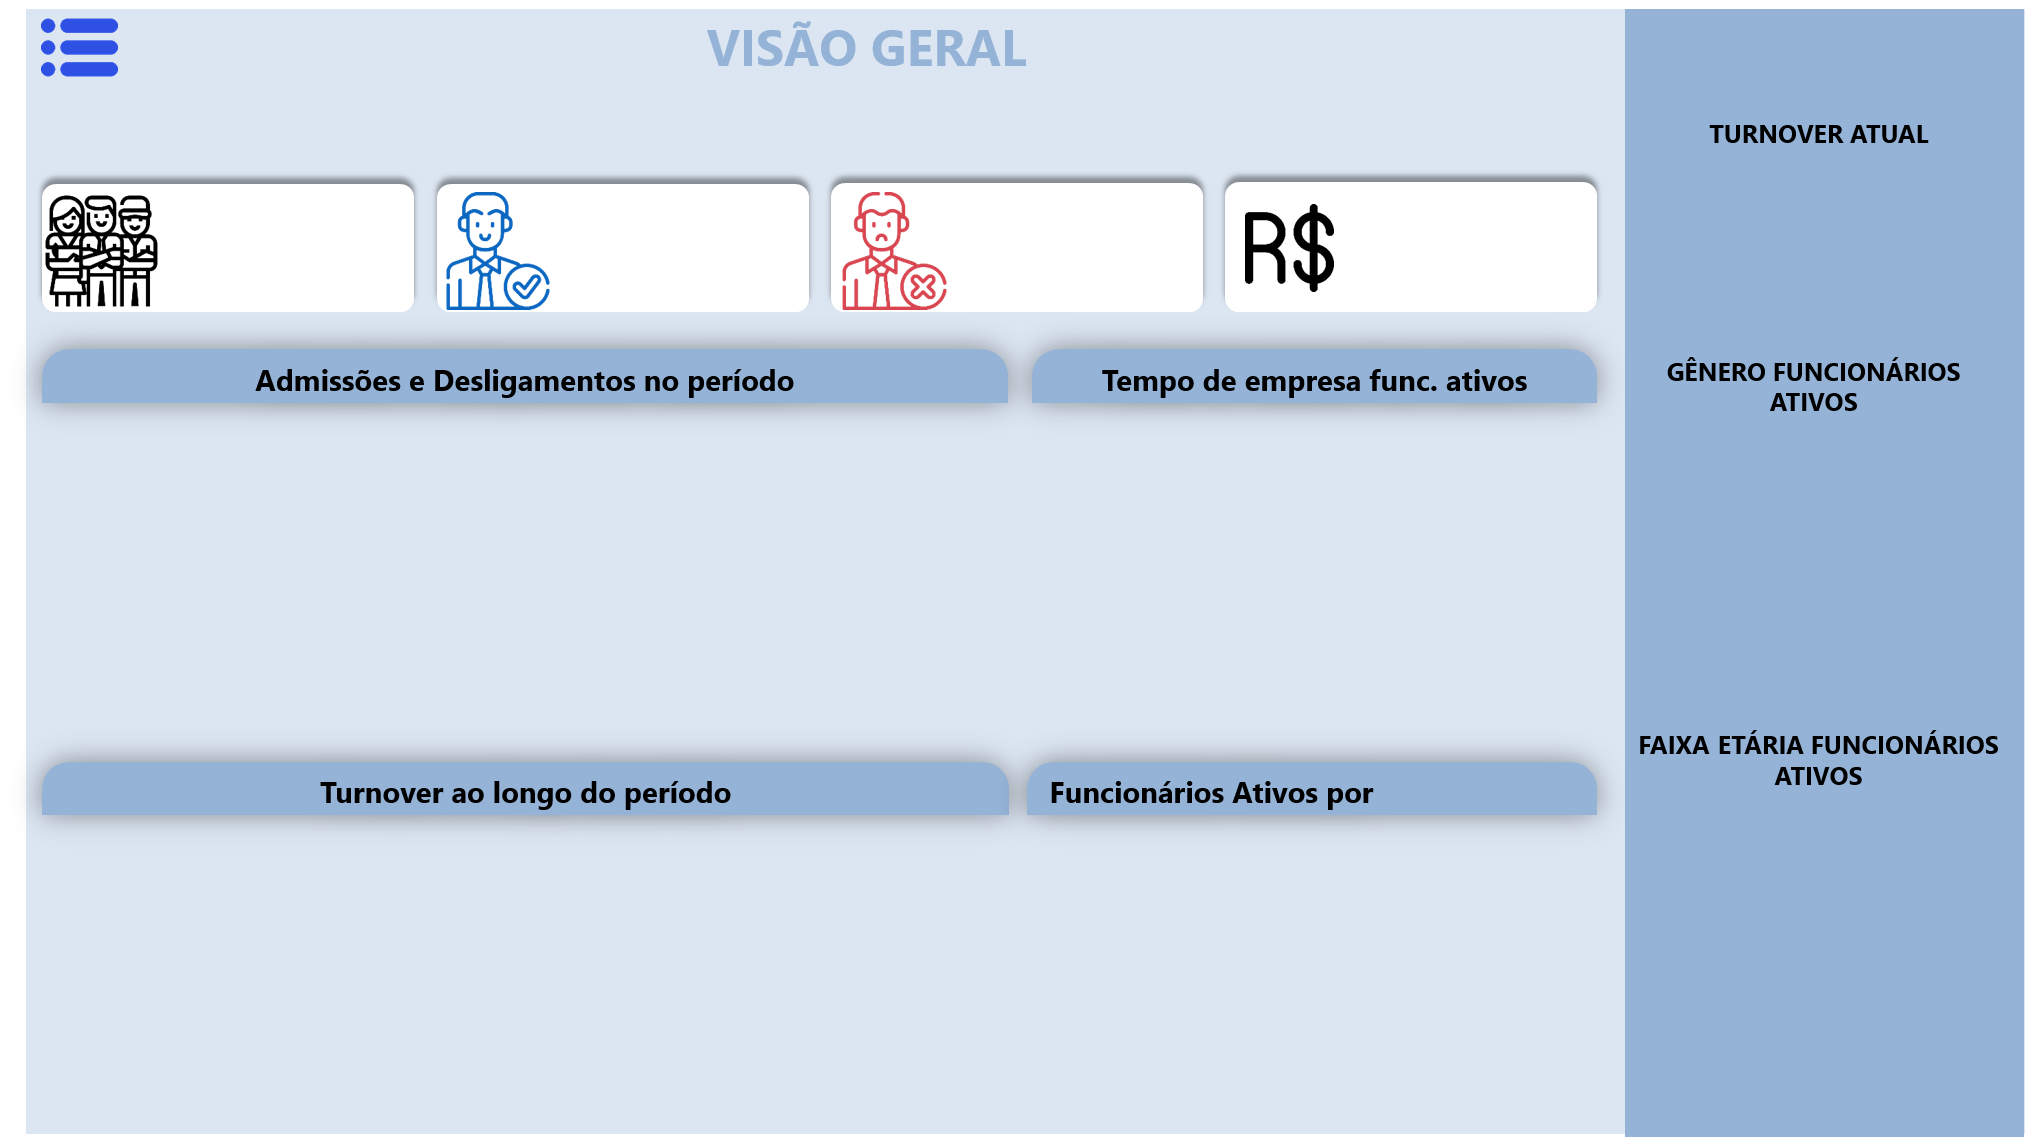 VISÃO GERAL
TURNOVER ATUAL
R$
Admissões e Desligamentos no período
Tempo de empresa func. ativos
GÊNERO FUNCIONÁRIOS
ATIVOS
Turnover ao longo do período
Funcionários Ativos por
FAIXA ETÁRIA FUNCIONÁRIOS
ATIVOS